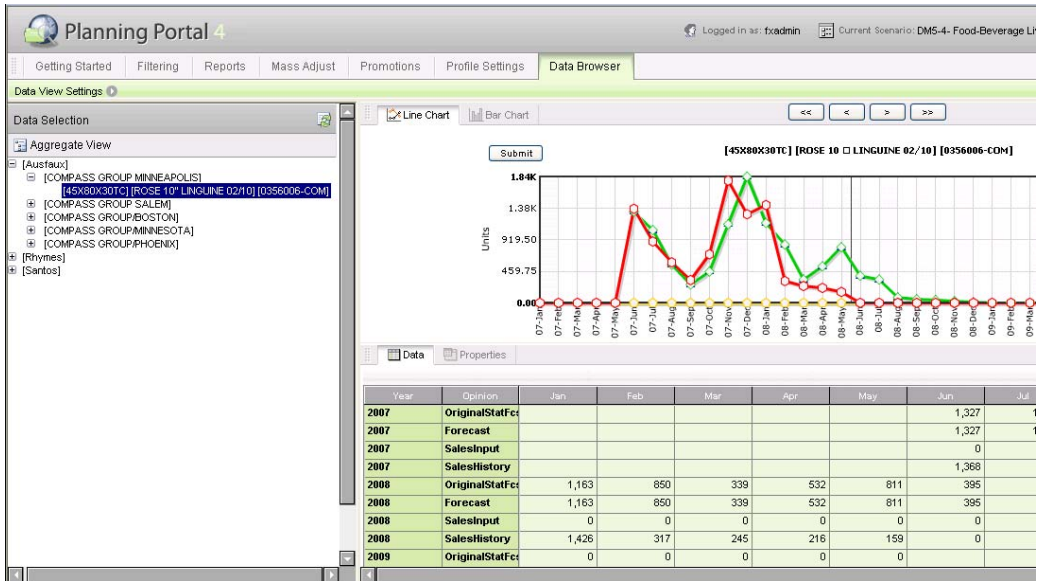 Planning Portal 4
Logged in as: fxadmin Current Scenario: DM5-4- Food-Beverage Li
Getting Started Filtering Reports Mass Adjust Promotions Profile Settings Data Browser
Data View Settings
Data Selection
Aggregate View
[Ausfaux]
[COMPASS GROUP MINNEAPOLIS]
[45X80X30TC] [ROSE 10" LINGUINE 02/10] [0356006-COM]
[COMPASS GROUP SALEM]
[COMPASS GROUP/BOSTON]
[COMPASS GROUP/MINNESOTA]
[COMPASS GROUP/PHOENIX]
[Rhymes]
[Santos]
Line Chart Bar Chart << < > >>
Submit [45X80X30TC] [ROSE 10 □ LINGUINE 02/10] [0356006-COM]
1.84K
1.38K
919.50
459.75
0.00
Units
07-Jan 07-Feb 07-Mar 07-Apr 07-May 07-Jun 07-Jul 07-Aug 07-Sep 07-Oct 07-Nov 07-Dec 08-Jan 08-Feb 08-Mar 08-Apr 08-May 08-Jun 08-Jul 08-Aug 08-Sep 08-Oct 08-Nov 08-Dec 09-Jan 09-Feb 09-Mar
Data Properties
Year Opinion Jan Feb Mar Apr May Jun Jul
2007 OriginalStatFcs 1,327 1
2007 Forecast 1,327 1
2007 SalesInput 0
2007 SalesHistory 1,368
2008 OriginalStatFcs 1,163 850 339 532 811 395
2008 Forecast 1,163 850 339 532 811 395
2008 SalesInput 0 0 0 0 0 0
2008 SalesHistory 1,426 317 245 216 159 0
2009 OriginalStatFcs 0 0 0 0 0